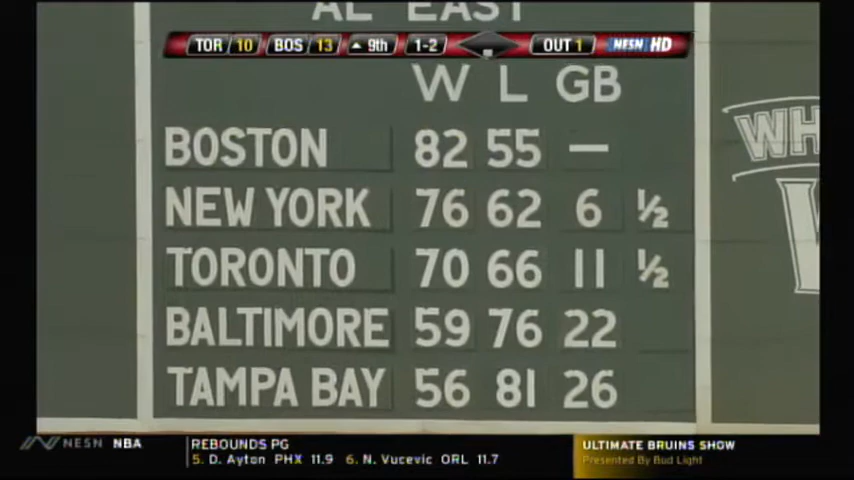 AL EAST
TOR 10 BOS 13 9th 1-2 OUT 1 NESN HD
W L GB
BOSTON 82 55 —
NEW YORK 76 62 6 ½
TORONTO 70 66 11 ½
BALTIMORE 59 76 22
TAMPA BAY 56 81 26
NESN NBA
REBOUNDS PG
5. D. Ayton PHX 11.9 6. N. Vucevic ORL 11.7
ULTIMATE BRUINS SHOW
Presented By Bud Light